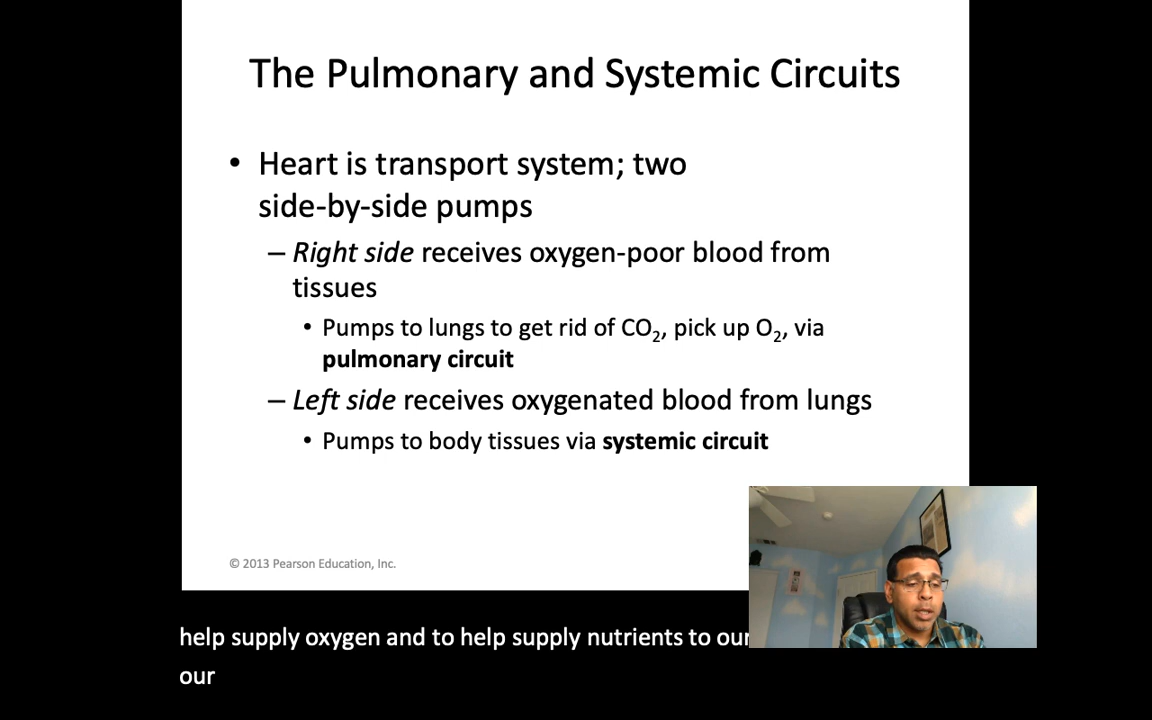 The Pulmonary and Systemic Circuits
• Heart is transport system; two
side-by-side pumps
– Right side receives oxygen-poor blood from
tissues
• Pumps to lungs to get rid of CO₂, pick up O₂, via
pulmonary circuit
– Left side receives oxygenated blood from lungs
• Pumps to body tissues via systemic circuit
© 2013 Pearson Education, Inc.
help supply oxygen and to help supply nutrients to our
our